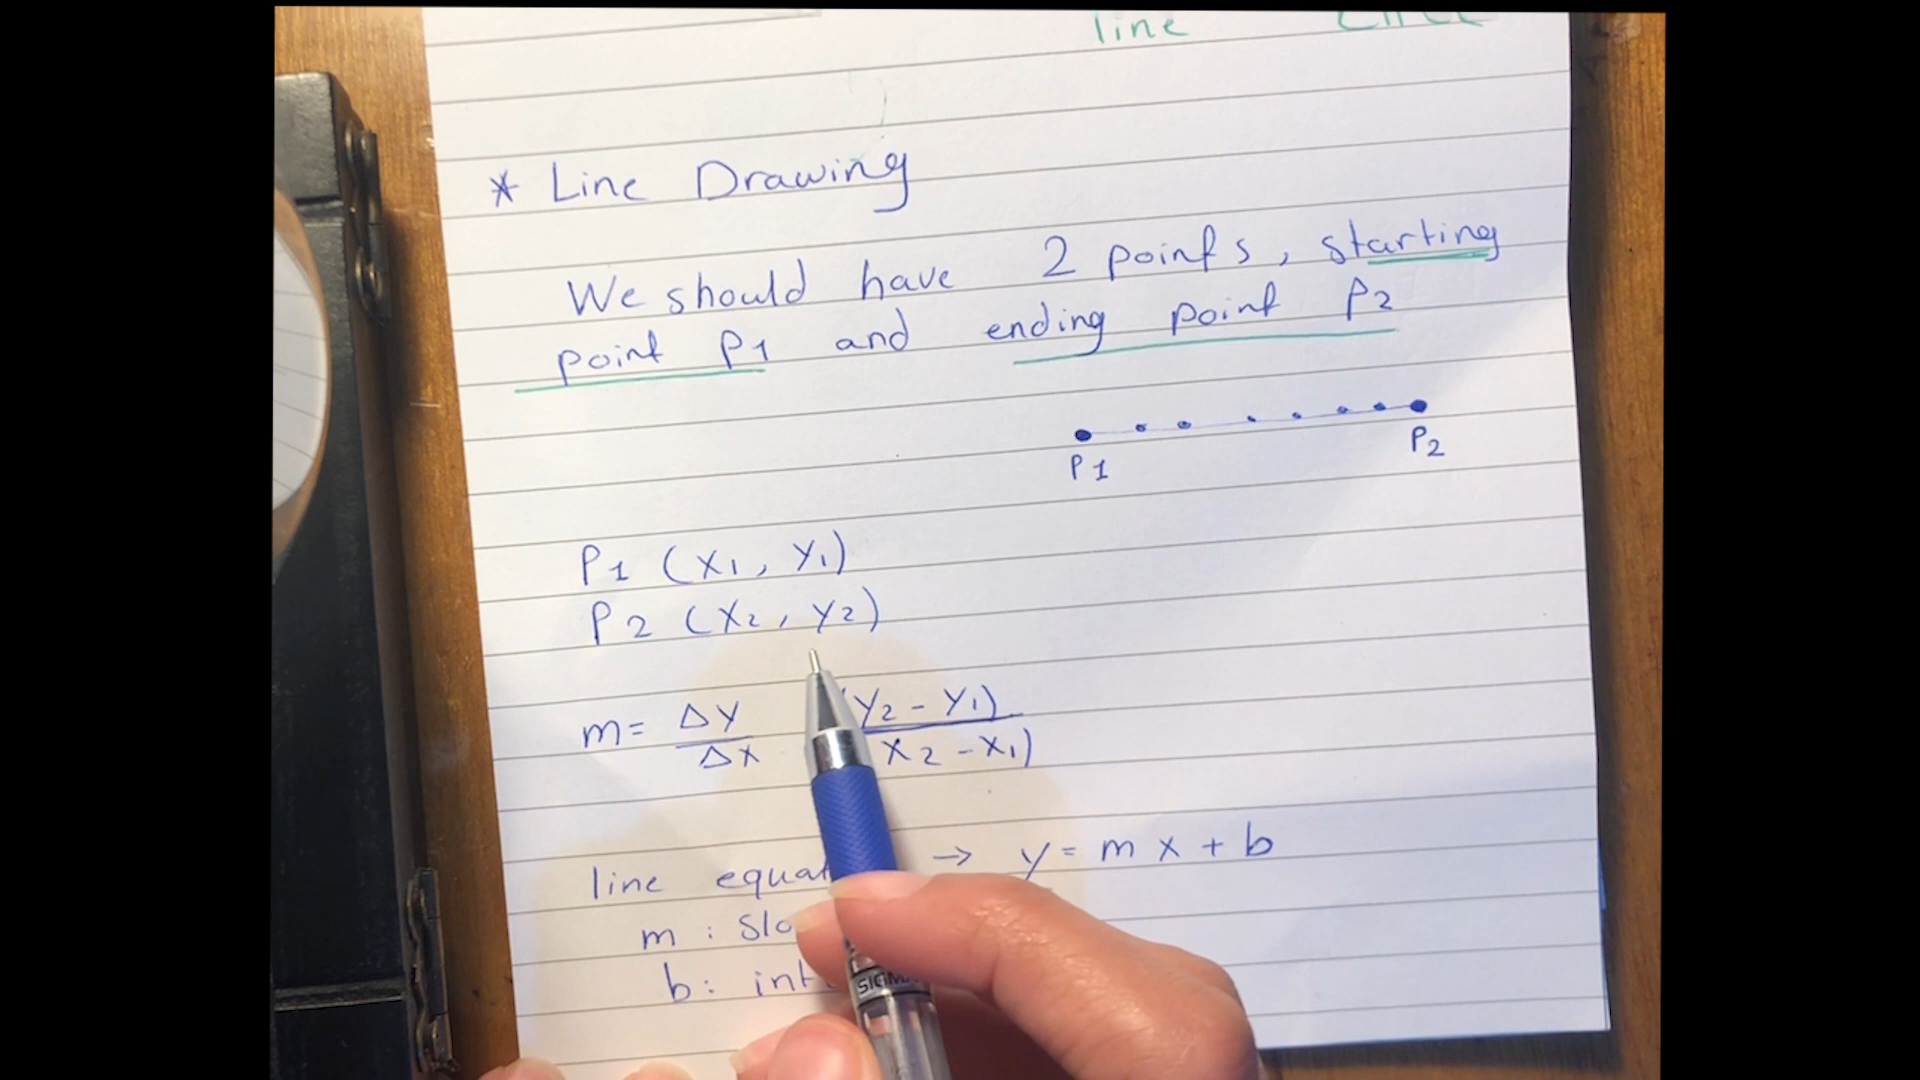 line
* Line Drawing
We should have 2 points, starting
point P1 and ending point P2
P1 P2
P1 (X1, Y1)
P2 (X2, Y2)
m = ΔY / ΔX (Y2 - Y1) / X2 - X1)
line → y = m x + b
m :
b: